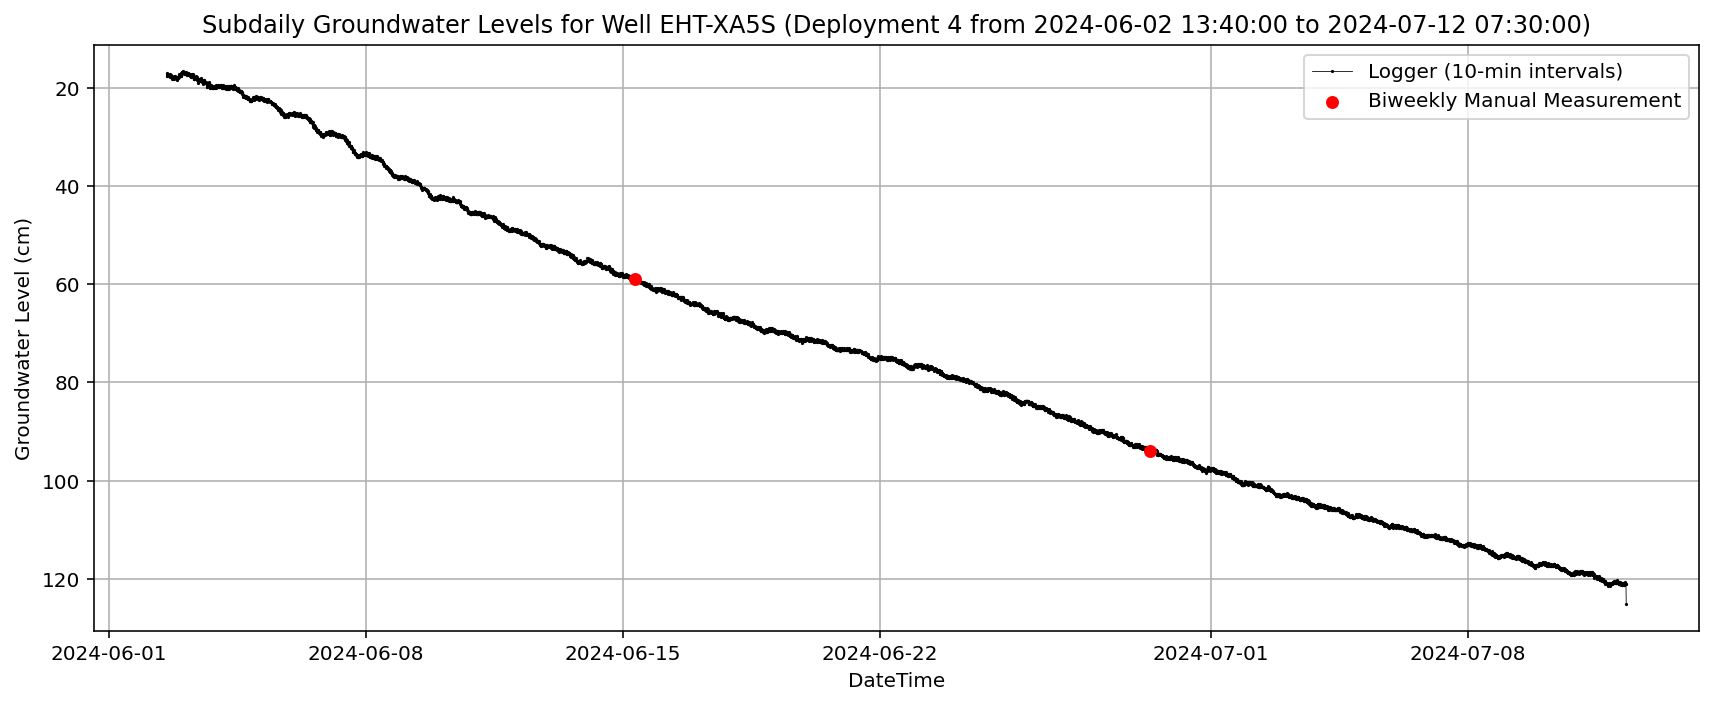 Subdaily Groundwater Levels for Well EHT-XA5S (Deployment 4 from 2024-06-02 13:40:00 to 2024-07-12 07:30:00)
Logger (10-min intervals)
Biweekly Manual Measurement
Groundwater Level (cm)
20
40
60
80
100
120
2024-06-01
2024-06-08
2024-06-15
2024-06-22
2024-07-01
2024-07-08
DateTime